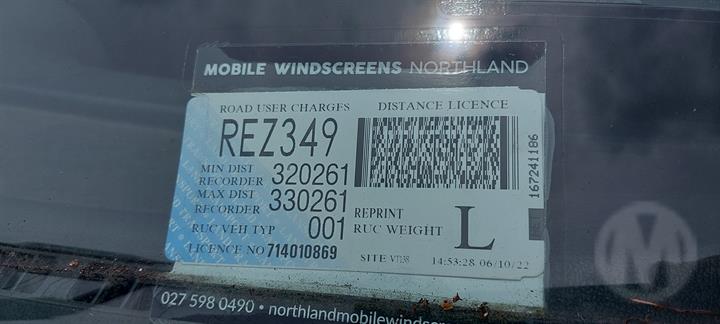 MOBILE WINDSCREENS NORTHLAND
ROAD USER CHARGES DISTANCE LICENCE
REZ349
MIN DIST
RECORDER 320261
MAX DIST
RECORDER 330261
RUC VEH TYP 001
LICENCE NO 714010869
REPRINT
RUC WEIGHT L
SITE VT138 14:53:28 06/10/22
167241186
027 598 0490 • northlandmobilewindscre
M